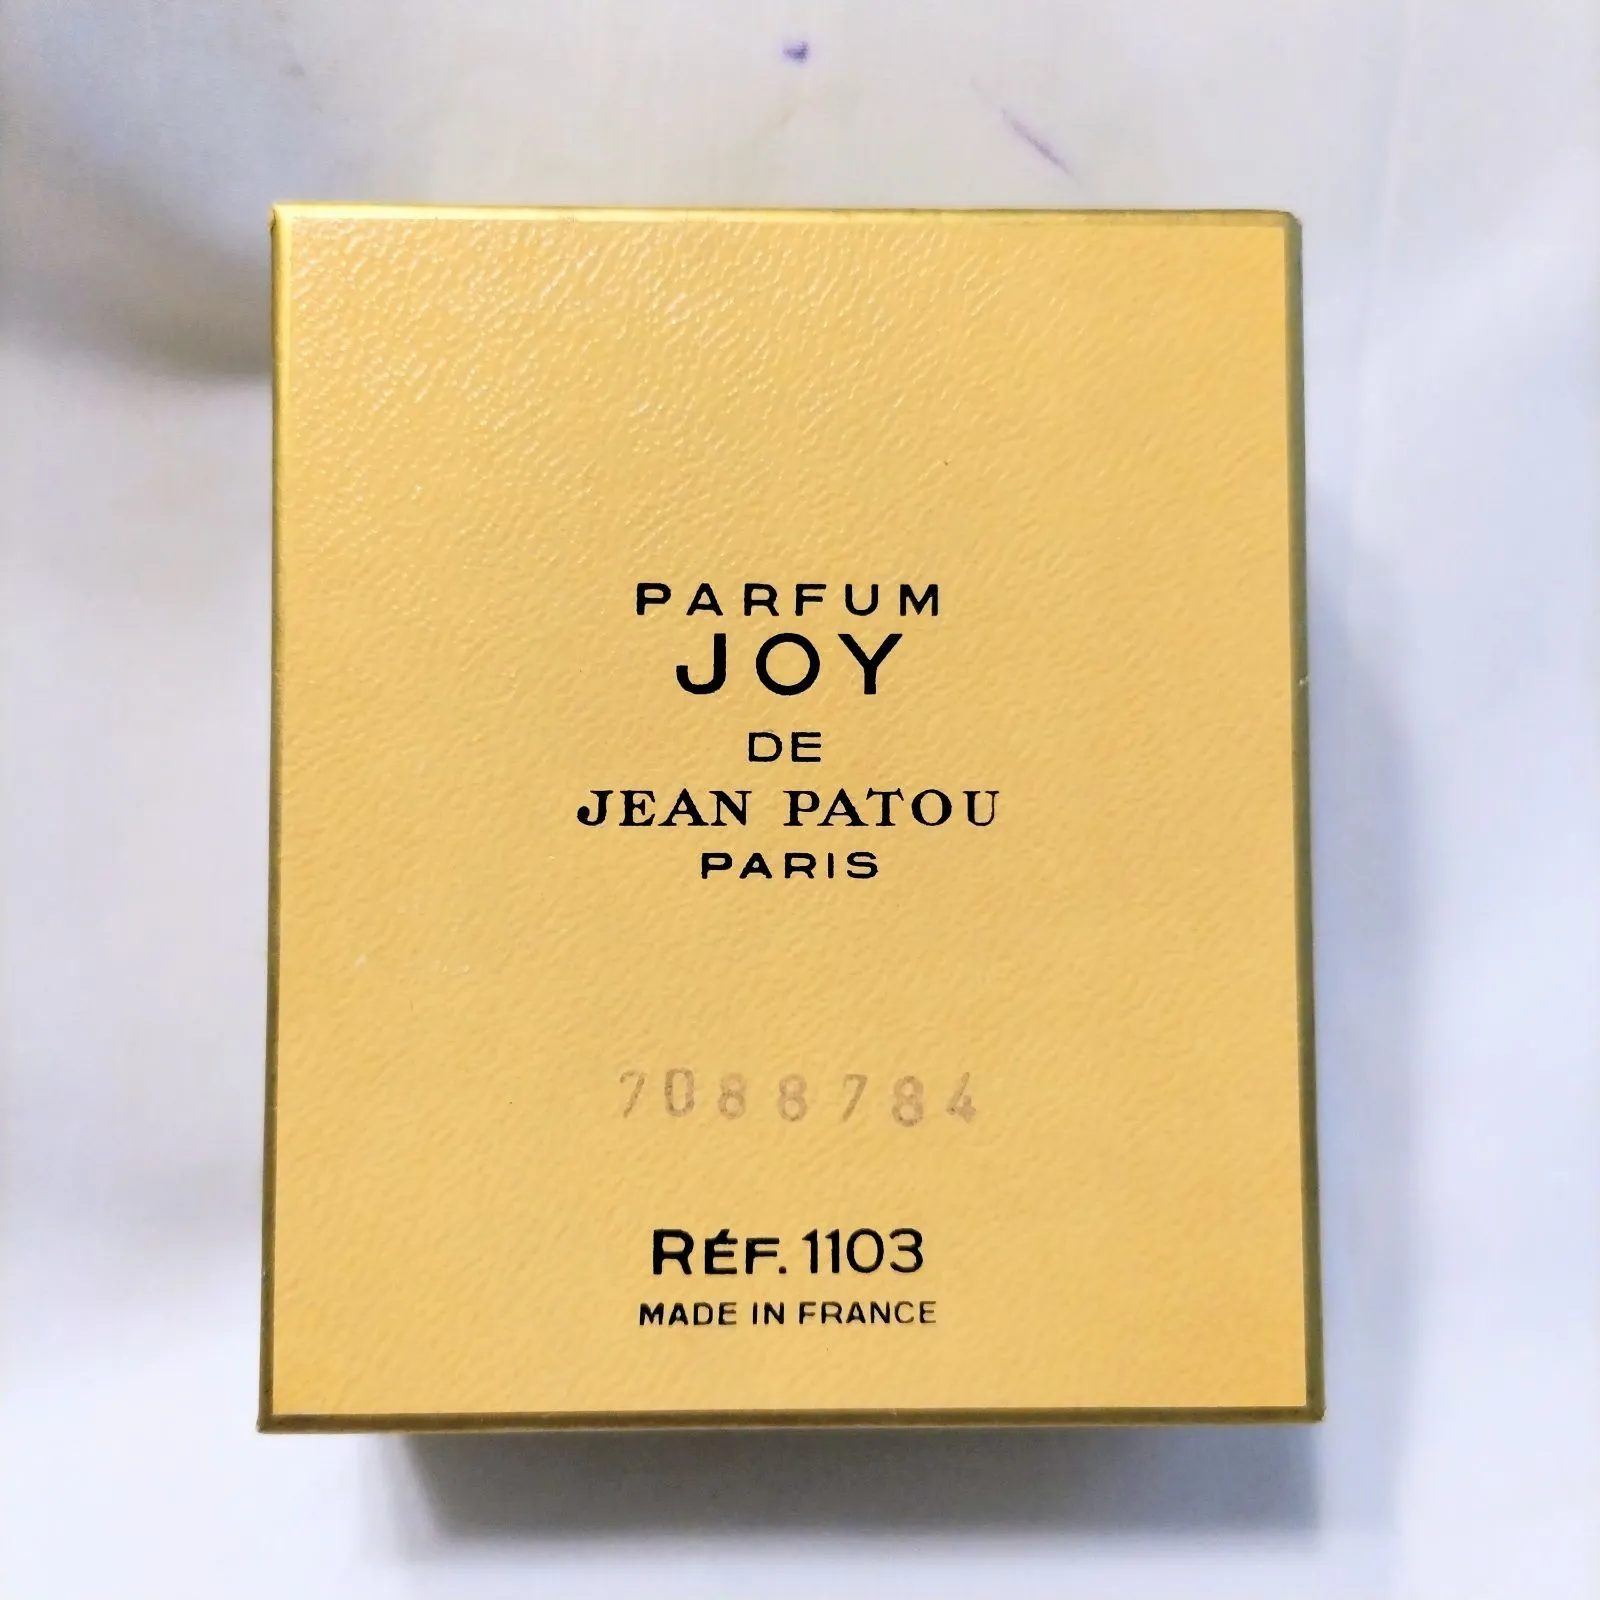 PARFUM
JOY
DE
JEAN PATOU
PARIS
7088784
RÉF. 1103
MADE IN FRANCE